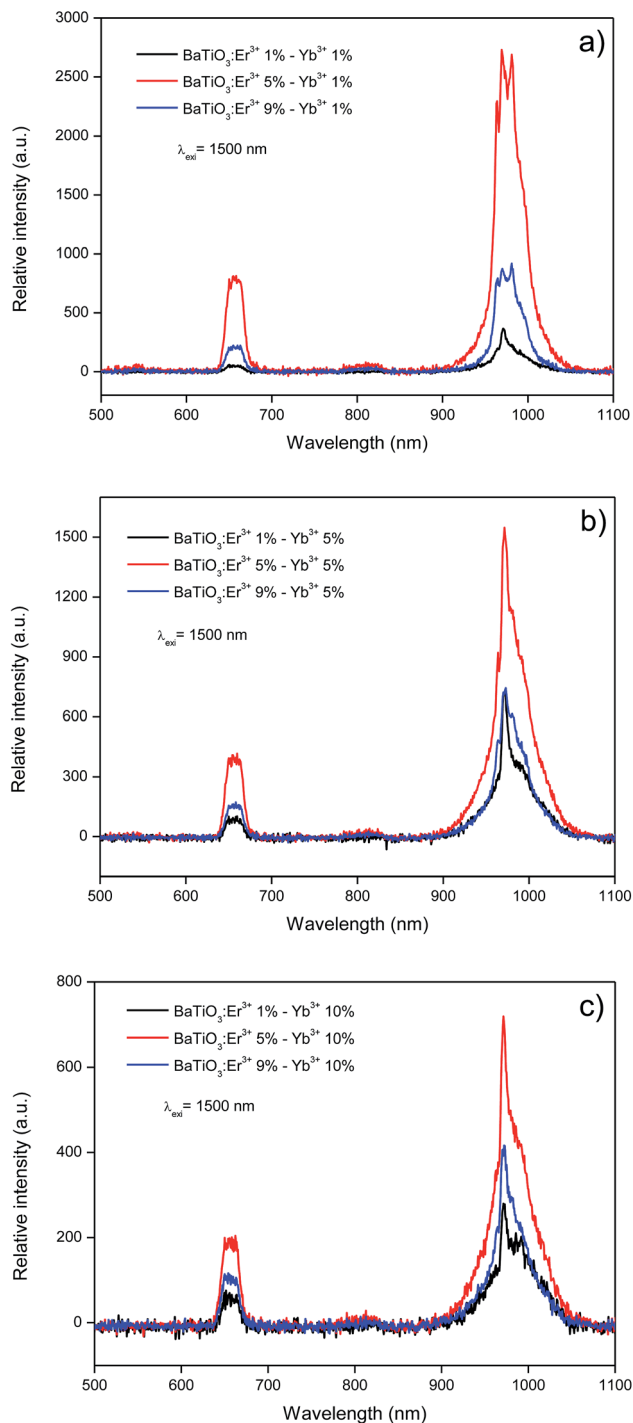 a)
BaTiO3:Er3+ 1% - Yb3+ 1%
BaTiO3:Er3+ 5% - Yb3+ 1%
BaTiO3:Er3+ 9% - Yb3+ 1%
λexi= 1500 nm
Relative intensity (a.u.)
3000
2500
2000
1500
1000
500
0
500 600 700 800 900 1000 1100
Wavelength (nm)
b)
BaTiO3:Er3+ 1% - Yb3+ 5%
BaTiO3:Er3+ 5% - Yb3+ 5%
BaTiO3:Er3+ 9% - Yb3+ 5%
λexi= 1500 nm
Relative intensity (a.u.)
1500
1200
900
600
300
0
500 600 700 800 900 1000 1100
Wavelength (nm)
c)
BaTiO3:Er3+ 1% - Yb3+ 10%
BaTiO3:Er3+ 5% - Yb3+ 10%
BaTiO3:Er3+ 9% - Yb3+ 10%
λexi= 1500 nm
Relative intensity (a.u.)
800
600
400
200
0
500 600 700 800 900 1000 1100
Wavelength (nm)